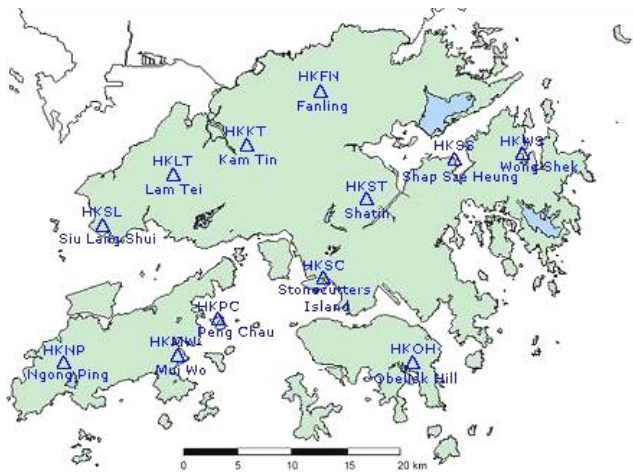 HKFN
Fanling
HKKT
Kam Tin
HKSS
Shap Sze Heung
HKWS
Wong Shek
HKLT
Lam Tei
HKST
Shatin
HKSL
Siu Lang Shui
HKSC
Stonecutters
Island
HKPC
Peng Chau
HKNP
Ngong Ping
HKMW
Mui Wo
HKOH
Obelisk Hill
0 5 10 15 20 km